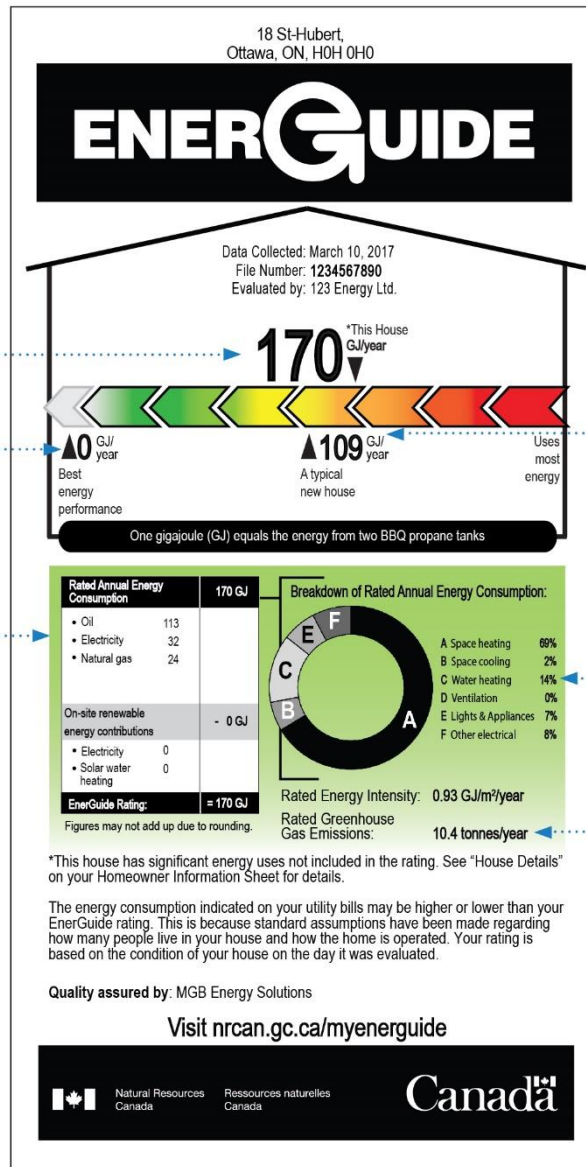 18 St-Hubert,
Ottawa, ON, H0H 0H0
ENERGUIDE
Data Collected: March 10, 2017
File Number: 1234567890
Evaluated by: 123 Energy Ltd.
170
*This House
GJ/year
0 GJ/
year
Best
energy
performance
109 GJ/
year
A typical
new house
Uses
most
energy
One gigajoule (GJ) equals the energy from two BBQ propane tanks
Rated Annual Energy
Consumption
170 GJ
• Oil 113
• Electricity 32
• Natural gas 24
On-site renewable
energy contributions
- 0 GJ
• Electricity 0
• Solar water
heating
0
EnerGuide Rating: = 170 GJ
Figures may not add up due to rounding.
Breakdown of Rated Annual Energy Consumption:
F
E
C
B
A
A Space heating 69%
B Space cooling 2%
C Water heating 14%
D Ventilation 0%
E Lights & Appliances 7%
F Other electrical 8%
Rated Energy Intensity: 0.93 GJ/m²/year
Rated Greenhouse
Gas Emissions: 10.4 tonnes/year
*This house has significant energy uses not included in the rating. See “House Details”
on your Homeowner Information Sheet for details.
The energy consumption indicated on your utility bills may be higher or lower than your
EnerGuide rating. This is because standard assumptions have been made regarding
how many people live in your house and how the home is operated. Your rating is
based on the condition of your house on the day it was evaluated.
Quality assured by: MGB Energy Solutions
Visit nrcan.gc.ca/myenerguide
Natural Resources
Canada
Ressources naturelles
Canada
Canada